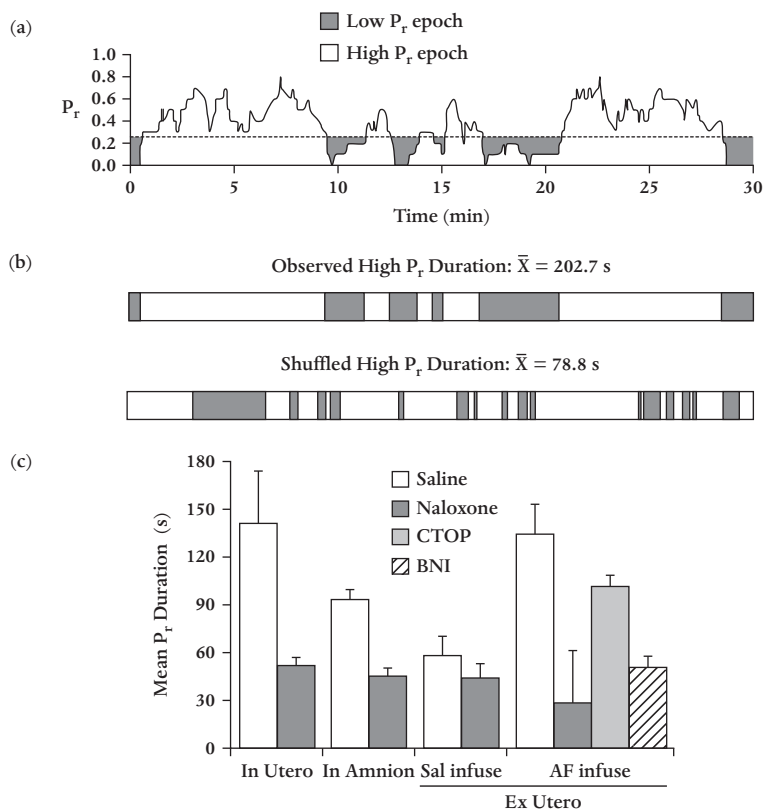 (a)
Low Pr epoch
High Pr epoch
1.0
0.8
Pr 0.6
0.4
0.2
0.0
0 5 10 15 20 25 30
Time (min)
(b)
Observed High Pr Duration: X̄ = 202.7 s
Shuffled High Pr Duration: X̄ = 78.8 s
(c)
180
150
120
90
60
30
0
Mean Pr Duration (s)
Saline
Naloxone
CTOP
BNI
In Utero In Amnion Sal infuse AF infuse
Ex Utero